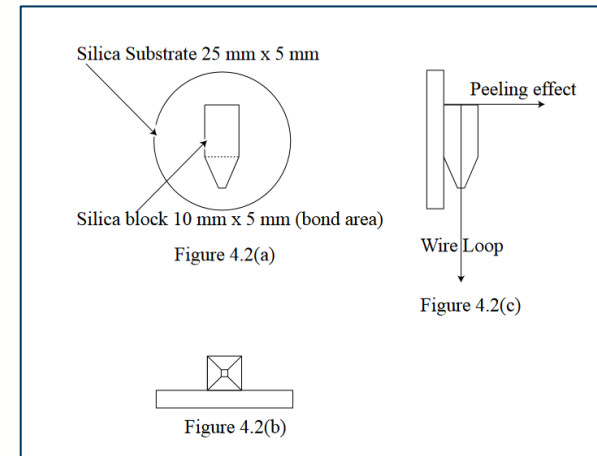 Silica Substrate 25 mm x 5 mm
Peeling effect
Silica block 10 mm x 5 mm (bond area)
Figure 4.2(a)
Wire Loop
Figure 4.2(c)
Figure 4.2(b)